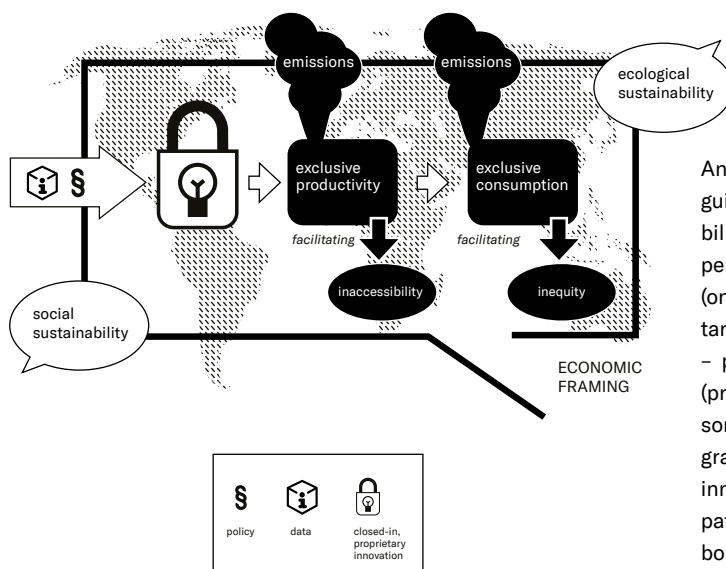 emissions
emissions
ecological
sustainability
§
exclusive
productivity
exclusive
consumption
facilitating
facilitating
inaccessibility
inequity
social
sustainability
ECONOMIC
FRAMING
§
policy
data
closed-in,
proprietary
innovation
An
gui
bil
pe
(on
tar
– p
(pr
sor
gra
inn
pat
bo